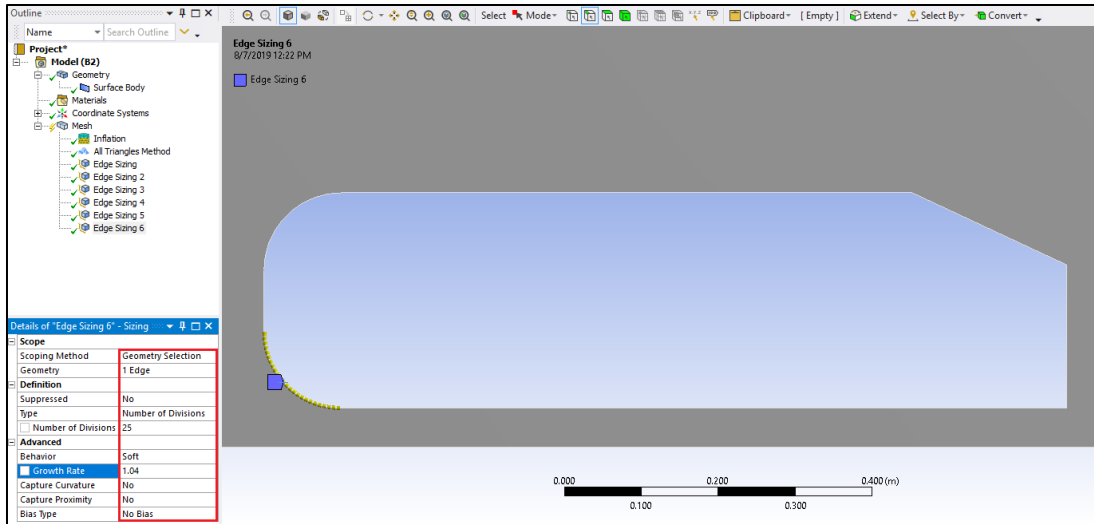 Outline
Name
Search Outline
Project*
Model (B2)
Geometry
Surface Body
Materials
Coordinate Systems
Mesh
Inflation
All Triangles Method
Edge Sizing
Edge Sizing 2
Edge Sizing 3
Edge Sizing 4
Edge Sizing 5
Edge Sizing 6
Details of "Edge Sizing 6" - Sizing
Scope
Scoping Method Geometry Selection
Geometry 1 Edge
Definition
Suppressed No
Type Number of Divisions
Number of Divisions 25
Advanced
Behavior Soft
Growth Rate 1.04
Capture Curvature No
Capture Proximity No
Bias Type No Bias
Select Mode Clipboard [ Empty ] Extend Select By Convert
Edge Sizing 6
8/7/2019 12:22 PM
Edge Sizing 6
0.000 0.200 0.400 (m)
0.100 0.300